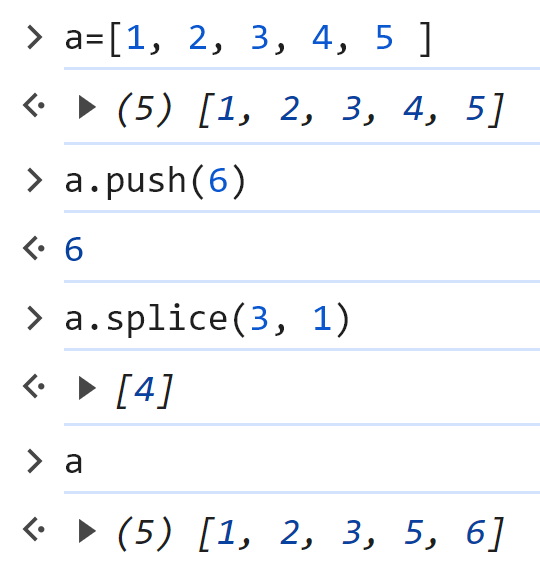 a=[1, 2, 3, 4, 5 ]
(5) [1, 2, 3, 4, 5]
a.push(6)
6
a.splice(3, 1)
[4]
a
(5) [1, 2, 3, 5, 6]